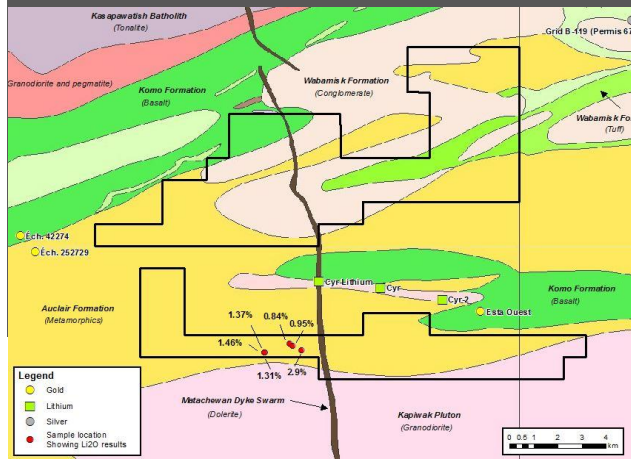 Kasapawatish Batholith
(Tonalite)
Grid B-119 (Permis 67
Granodiorite and pegmatite)
Wabamisk Formation
(Conglomerate)
Komo Formation
(Basalt)
Wabamisk Fo
(Tuff)
Éch. 42274
Éch. 252729
Cyr-Lithium
Cyr
Cyr-2
Komo Formation
(Basalt)
Esta Ouest
Auclair Formation
(Metamorphics)
1.37%
0.84%
0.95%
1.46%
1.31%
2.9%
Legend
Gold
Lithium
Silver
Sample location
Showing Li2O results
Matachewan Dyke Swarm
(Dolerite)
Kapiwak Pluton
(Granodiorite)
0 0.5 1 2 3 4
km